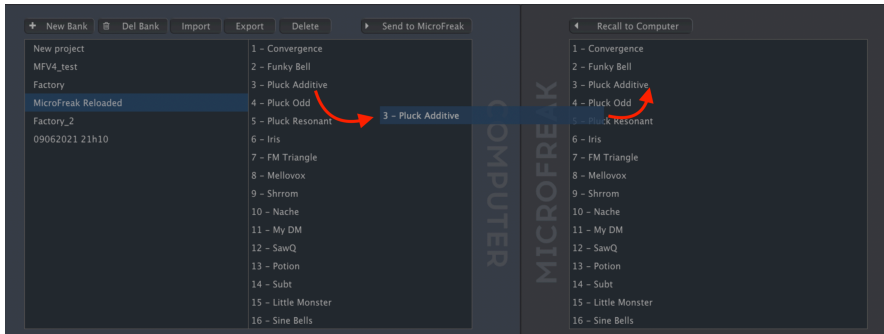 + New Bank Del Bank Import Export Delete Send to MicroFreak
New project
MFV4_test
Factory
MicroFreak Reloaded
Factory_2
09062021 21h10
1 – Convergence
2 – Funky Bell
3 – Pluck Additive
4 – Pluck Odd
5 – Pluck Resonant
6 – Iris
7 – FM Triangle
8 – Mellovox
9 – Shrrom
10 – Nache
11 – My DM
12 – SawQ
13 – Potion
14 – Subt
15 – Little Monster
16 – Sine Bells
3 – Pluck Additive
COMPUTER
MICROFREAK
Recall to Computer
1 – Convergence
2 – Funky Bell
3 – Pluck Additive
4 – Pluck Odd
5 – Pluck Resonant
6 – Iris
7 – FM Triangle
8 – Mellovox
9 – Shrrom
10 – Nache
11 – My DM
12 – SawQ
13 – Potion
14 – Subt
15 – Little Monster
16 – Sine Bells